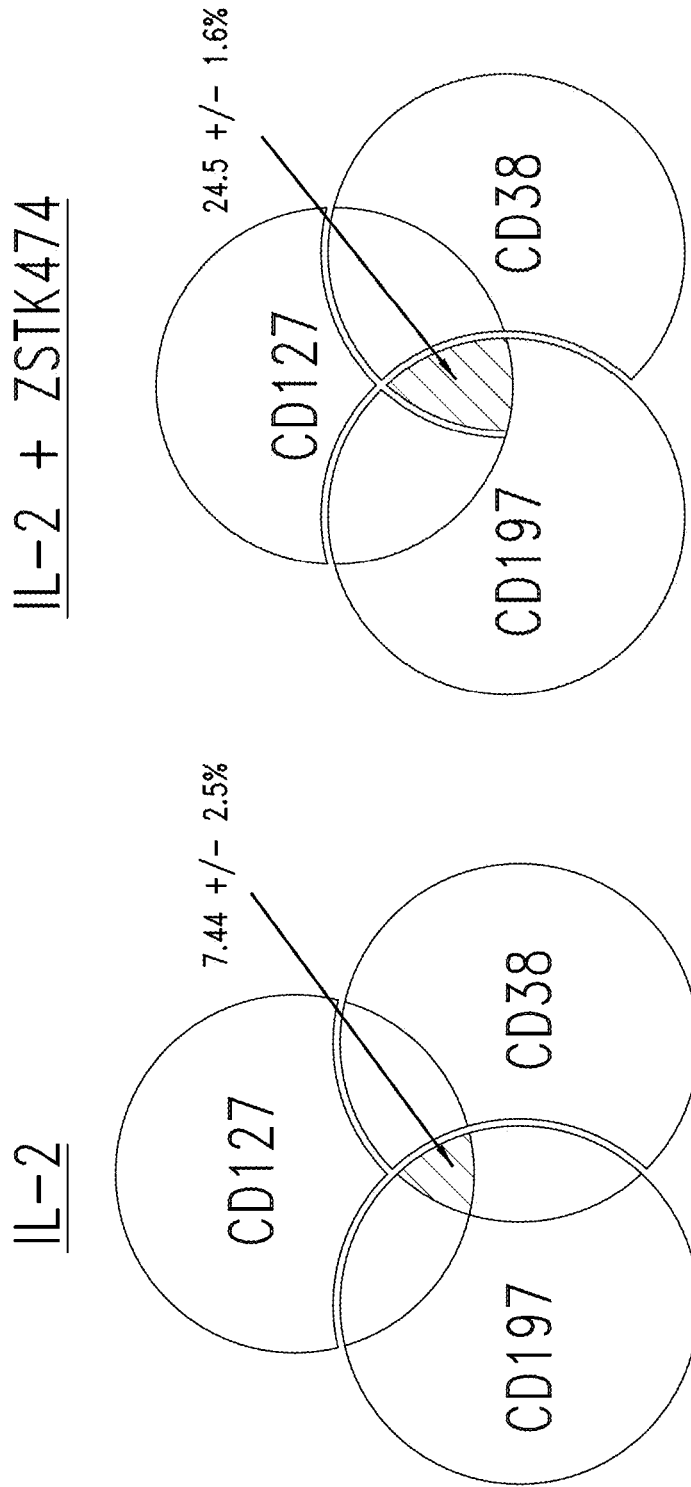 IL-2
7.44 +/- 2.5%
CD127
CD197
CD38
IL-2 + ZSTK474
24.5 +/- 1.6%
CD127
CD197
CD38